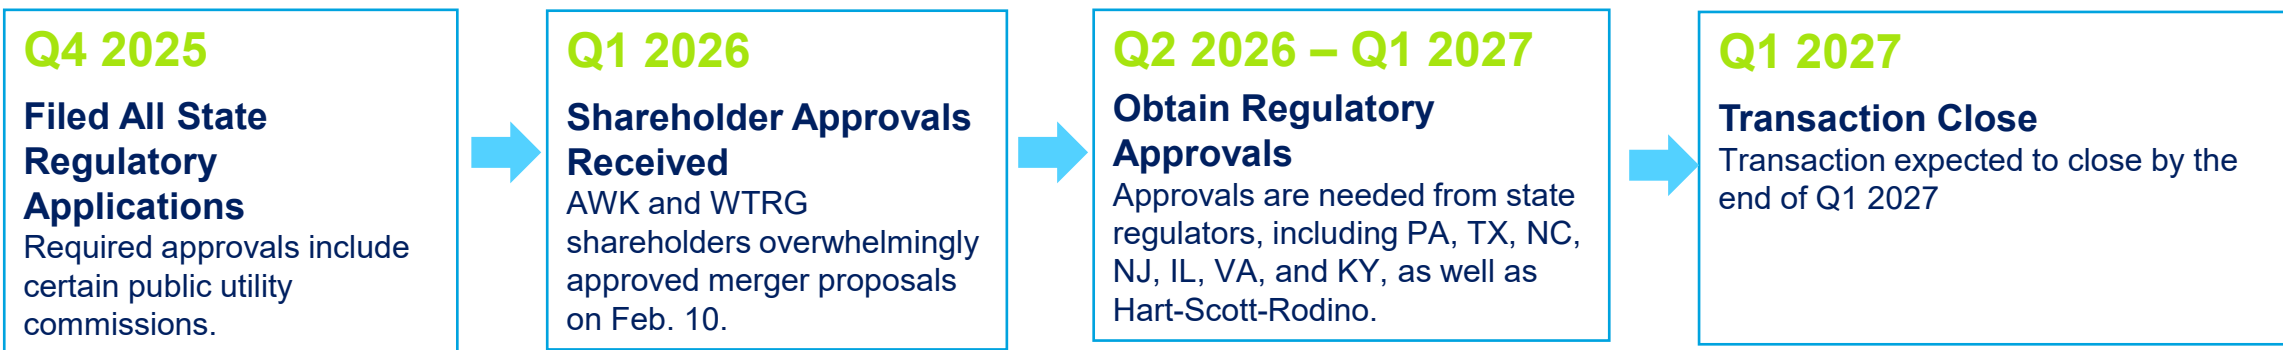 Q4 2025
Filed All State
Regulatory
Applications
Required approvals include
certain public utility
commissions.
Q1 2026
Shareholder Approvals
Received
AWK and WTRG
shareholders overwhelmingly
approved merger proposals
on Feb. 10.
Q2 2026 – Q1 2027
Obtain Regulatory
Approvals
Approvals are needed from state
regulators, including PA, TX, NC,
NJ, IL, VA, and KY, as well as
Hart-Scott-Rodino.
Q1 2027
Transaction Close
Transaction expected to close by the
end of Q1 2027